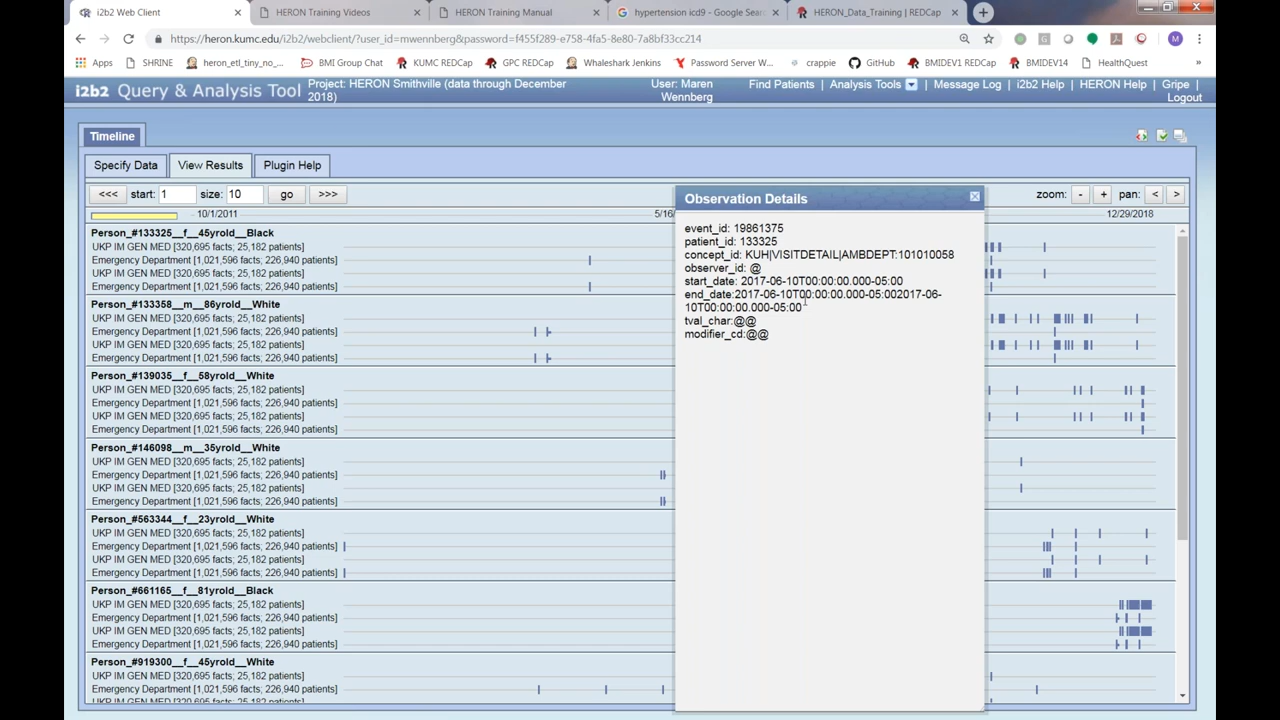 i2b2 Web Client
HERON Training Videos
HERON Training Manual
hypertension icd9 - Google Sear
HERON_Data_Training | REDCap
https://heron.kumc.edu/i2b2/webclient/?user_id=mwennberg&password=f455f289-e758-4fa5-8e80-7a8bf33cc214
Apps
SHRINE
heron_etl_tiny_no_
BMI Group Chat
KUMC REDCap
GPC REDCap
Whaleshark Jenkins
Password Server W...
crappie
GitHub
BMIDEV1 REDCap
BMIDEV14
HealthQuest
»
i2b2 Query & Analysis Tool
Project: HERON Smithville (data through December
2018)
User: Maren
Wennberg
Find Patients | Analysis Tools | Message Log | i2b2 Help | HERON Help | Gripe |
Logout
Timeline
Specify Data
View Results
Plugin Help
<<< start: 1 size: 10 go >>>
zoom: - + pan: < >
10/1/2011
5/16/
12/29/2018
Person_#133325__f__45yrold__Black
UKP IM GEN MED [320,695 facts; 25,182 patients]
Emergency Department [1,021,596 facts; 226,940 patients]
UKP IM GEN MED [320,695 facts; 25,182 patients]
Emergency Department [1,021,596 facts; 226,940 patients]
Person_#133358__m__86yrold__White
UKP IM GEN MED [320,695 facts; 25,182 patients]
Emergency Department [1,021,596 facts; 226,940 patients]
UKP IM GEN MED [320,695 facts; 25,182 patients]
Emergency Department [1,021,596 facts; 226,940 patients]
Person_#139035__f__58yrold__White
UKP IM GEN MED [320,695 facts; 25,182 patients]
Emergency Department [1,021,596 facts; 226,940 patients]
UKP IM GEN MED [320,695 facts; 25,182 patients]
Emergency Department [1,021,596 facts; 226,940 patients]
Person_#146098__m__35yrold__White
UKP IM GEN MED [320,695 facts; 25,182 patients]
Emergency Department [1,021,596 facts; 226,940 patients]
UKP IM GEN MED [320,695 facts; 25,182 patients]
Emergency Department [1,021,596 facts; 226,940 patients]
Person_#563344__f__23yrold__White
UKP IM GEN MED [320,695 facts; 25,182 patients]
Emergency Department [1,021,596 facts; 226,940 patients]
UKP IM GEN MED [320,695 facts; 25,182 patients]
Emergency Department [1,021,596 facts; 226,940 patients]
Person_#661165__f__81yrold__Black
UKP IM GEN MED [320,695 facts; 25,182 patients]
Emergency Department [1,021,596 facts; 226,940 patients]
UKP IM GEN MED [320,695 facts; 25,182 patients]
Emergency Department [1,021,596 facts; 226,940 patients]
Person_#919300__f__45yrold__White
Emergency Department [1,021,596 facts; 226,940 patients]
UKP IM GEN MED [320,695 facts; 25,182 patients]
Observation Details
event_id: 19861375
patient_id: 133325
concept_id: KUH|VISITDETAIL|AMBDEPT:101010058
observer_id: @
start_date: 2017-06-10T00:00:00.000-05:00
end_date:2017-06-10T00:00:00.000-05:002017-06-
10T00:00:00.000-05:00
tval_char:@@
modifier_cd:@@